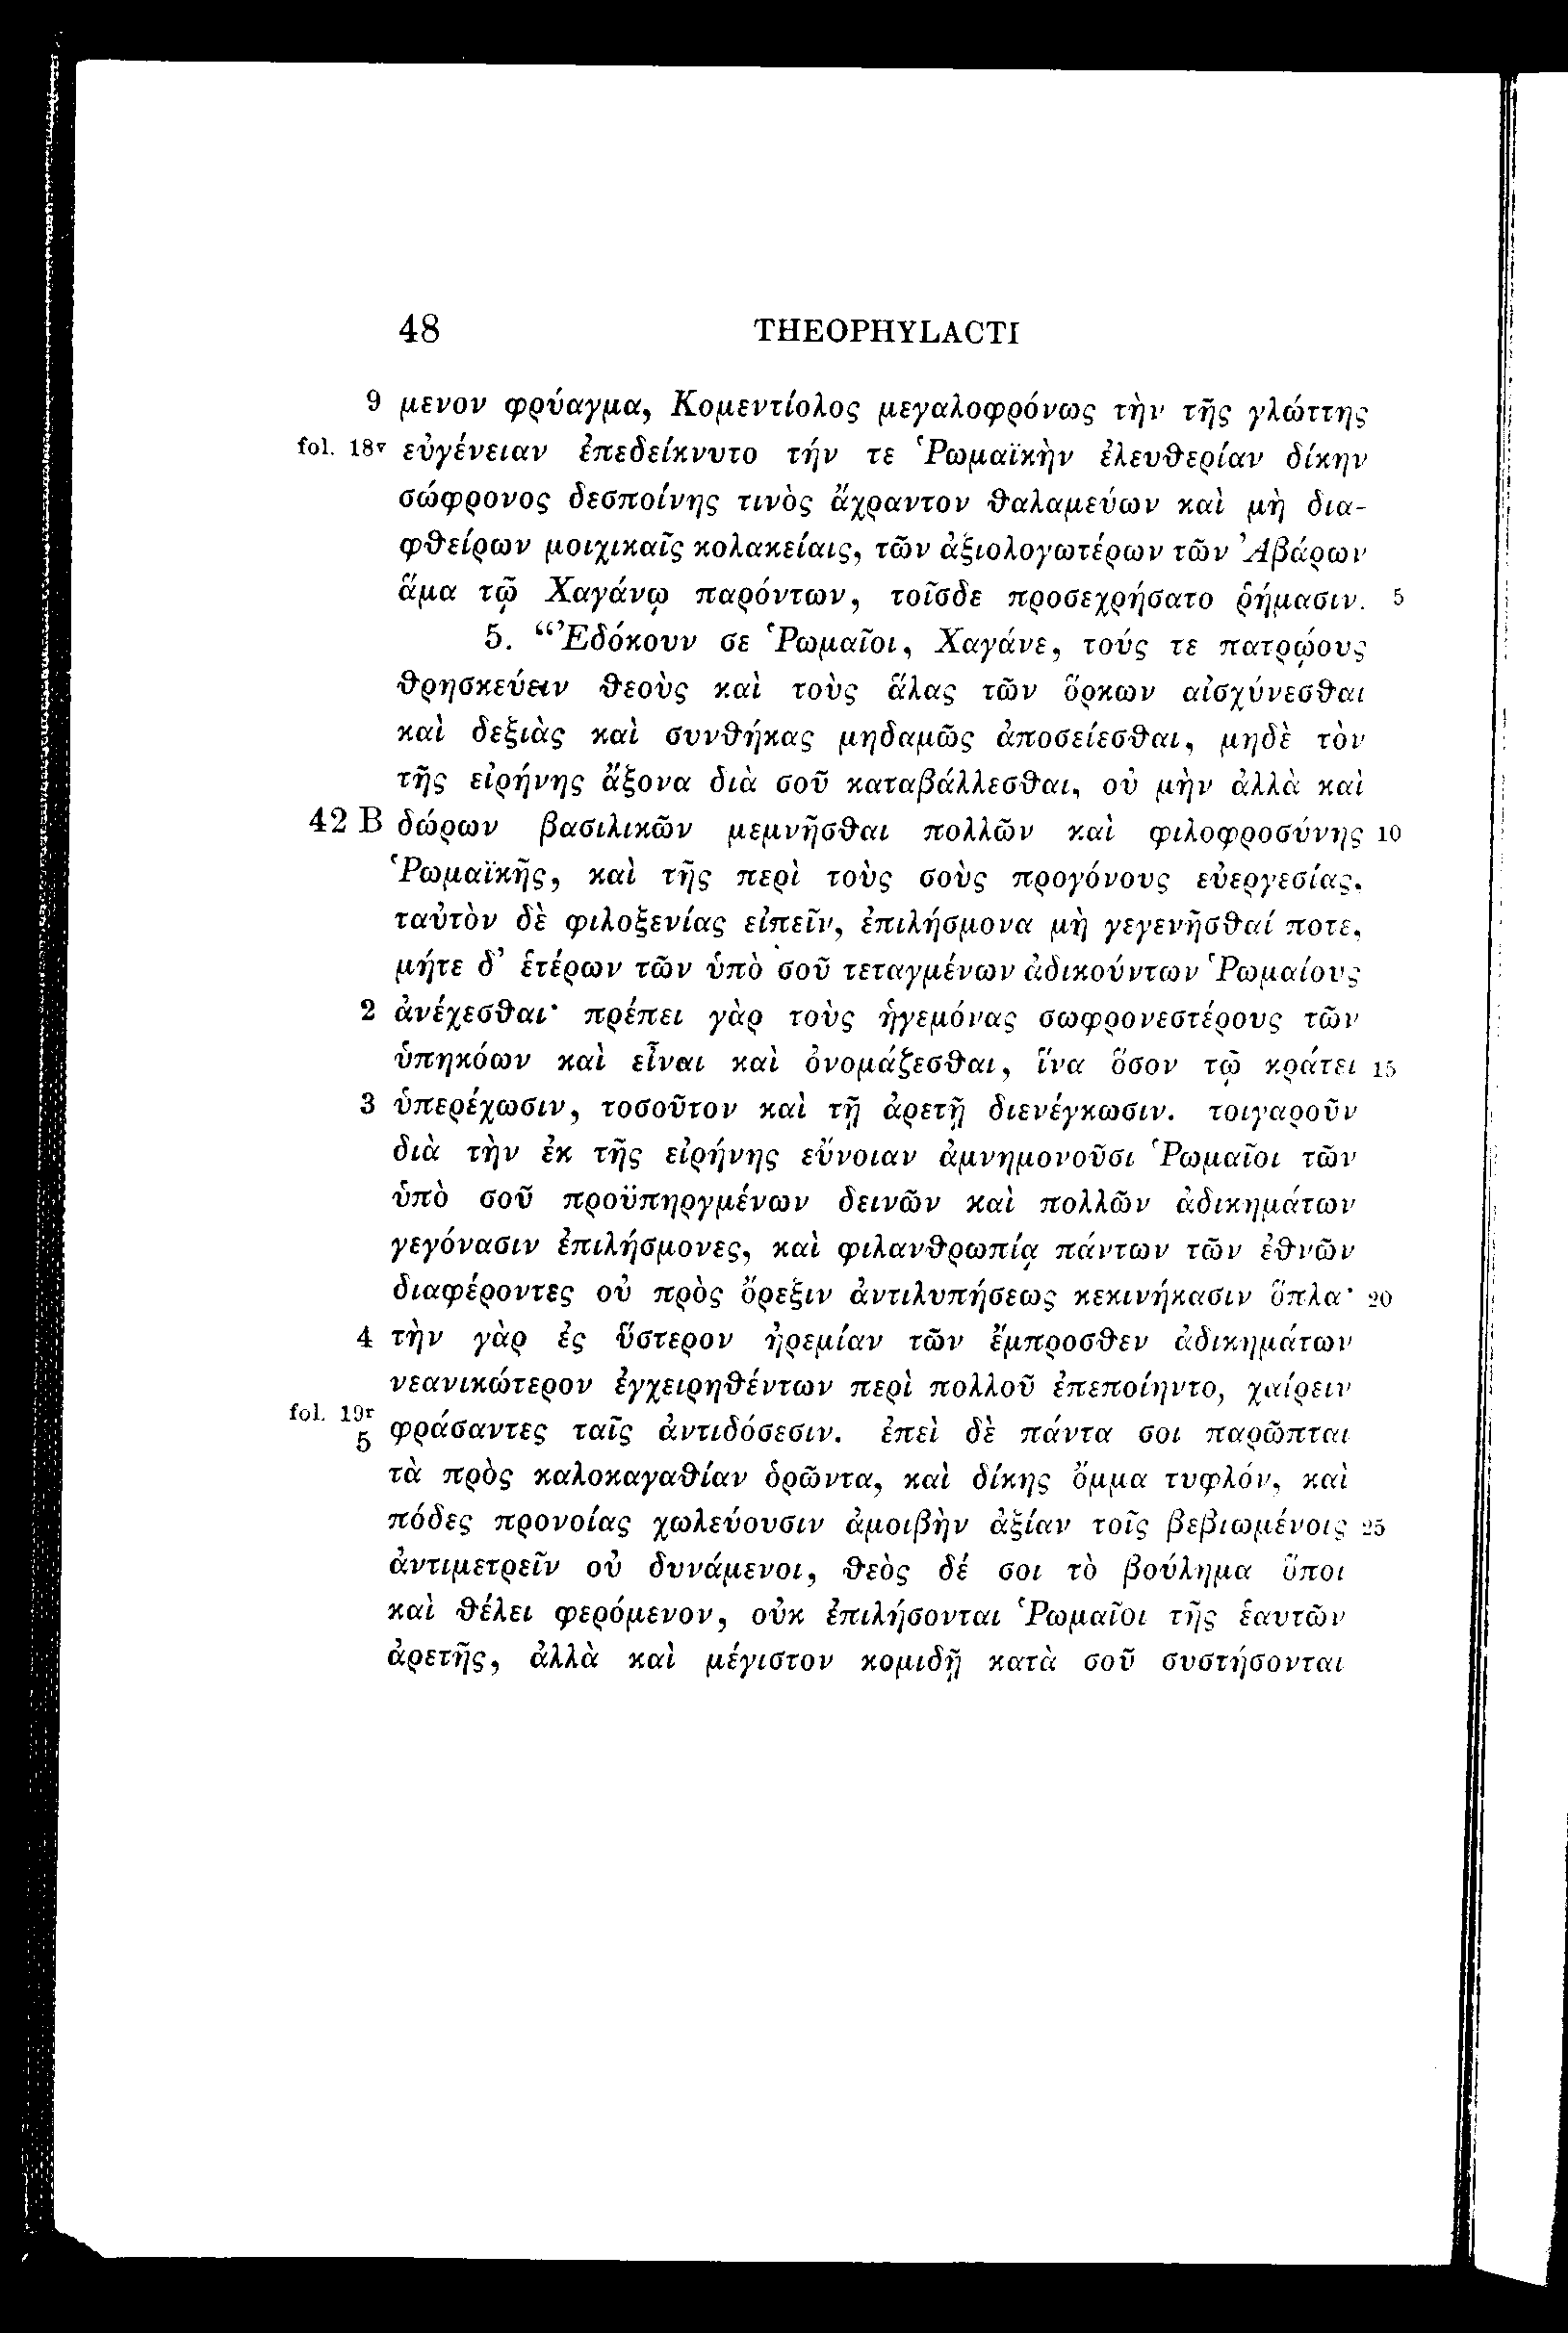 48 THEOPHYLACTI
9 μενον φρύαγμα, Κομεντίολος μεγαλοφρόνως τὴν τῆς γλώττης
fol. 18v εὐγένειαν ἐπεδείκνυτο τήν τε Ῥωμαϊκὴν ἐλευθερίαν δίκην
σώφρονος δεσποίνης τινὸς ἄχραντον θαλαμεύων καὶ μὴ δια-
φθείρων μοιχικαῖς κολακείαις, τῶν ἀξιολογωτέρων τῶν Ἀβάρων
ἅμα τῷ Χαγάνῳ παρόντων, τοῖσδε προσεχρήσατο ῥήμασιν. 5
5. “Ἐδόκουν σε Ῥωμαῖοι, Χαγάνε, τούς τε πατρῴους
θρησκεύειν θεοὺς καὶ τοὺς ἅλας τῶν ὅρκων αἰσχύνεσθαι
καὶ δεξιὰς καὶ συνθήκας μηδαμῶς ἀποσείεσθαι, μηδὲ τὸν
τῆς εἰρήνης ἄξονα διὰ σοῦ καταβάλλεσθαι, οὐ μὴν ἀλλὰ καὶ
42 B δώρων βασιλικῶν μεμνῆσθαι πολλῶν καὶ φιλοφροσύνης 10
Ῥωμαϊκῆς, καὶ τῆς περὶ τοὺς σοὺς προγόνους εὐεργεσίας,
ταὐτὸν δὲ φιλοξενίας εἰπεῖν, ἐπιλήσμονα μὴ γεγενῆσθαί ποτε,
μήτε δ’ ἑτέρων τῶν ὑπὸ σοῦ τεταγμένων ἀδικούντων Ῥωμαίους
2 ἀνέχεσθαι· πρέπει γὰρ τοὺς ἡγεμόνας σωφρονεστέρους τῶν
ὑπηκόων καὶ εἶναι καὶ ὀνομάζεσθαι, ἵνα ὅσον τῷ κράτει 15
3 ὑπερέχωσιν, τοσοῦτον καὶ τῇ ἀρετῇ διενέγκωσιν. τοιγαροῦν
διὰ τὴν ἐκ τῆς εἰρήνης εὔνοιαν ἀμνημονοῦσι Ῥωμαῖοι τῶν
ὑπὸ σοῦ προϋπηργμένων δεινῶν καὶ πολλῶν ἀδικημάτων
γεγόνασιν ἐπιλήσμονες, καὶ φιλανθρωπίᾳ πάντων τῶν ἐθνῶν
διαφέροντες οὐ πρὸς ὄρεξιν ἀντιλυπήσεως κεκινήκασιν ὅπλα· 20
4 τὴν γὰρ ἐς ὕστερον ἠρεμίαν τῶν ἔμπροσθεν ἀδικημάτων
νεανικώτερον ἐγχειρηθέντων περὶ πολλοῦ ἐπεποίηντο, χαίρειν
fol. 19r 5 φράσαντες ταῖς ἀντιδόσεσιν. ἐπεὶ δὲ πάντα σοι παρῶπται
τὰ πρὸς καλοκαγαθίαν ὁρῶντα, καὶ δίκης ὄμμα τυφλόν, καὶ
πόδες προνοίας χωλεύουσιν ἀμοιβὴν ἀξίαν τοῖς βεβιωμένοις 25
ἀντιμετρεῖν οὐ δυνάμενοι, θεὸς δέ σοι τὸ βούλημα ὅποι
καὶ θέλει φερόμενον, οὐκ ἐπιλήσονται Ῥωμαῖοι τῆς ἑαυτῶν
ἀρετῆς, ἀλλὰ καὶ μέγιστον κομιδῇ κατὰ σοῦ συστήσονται